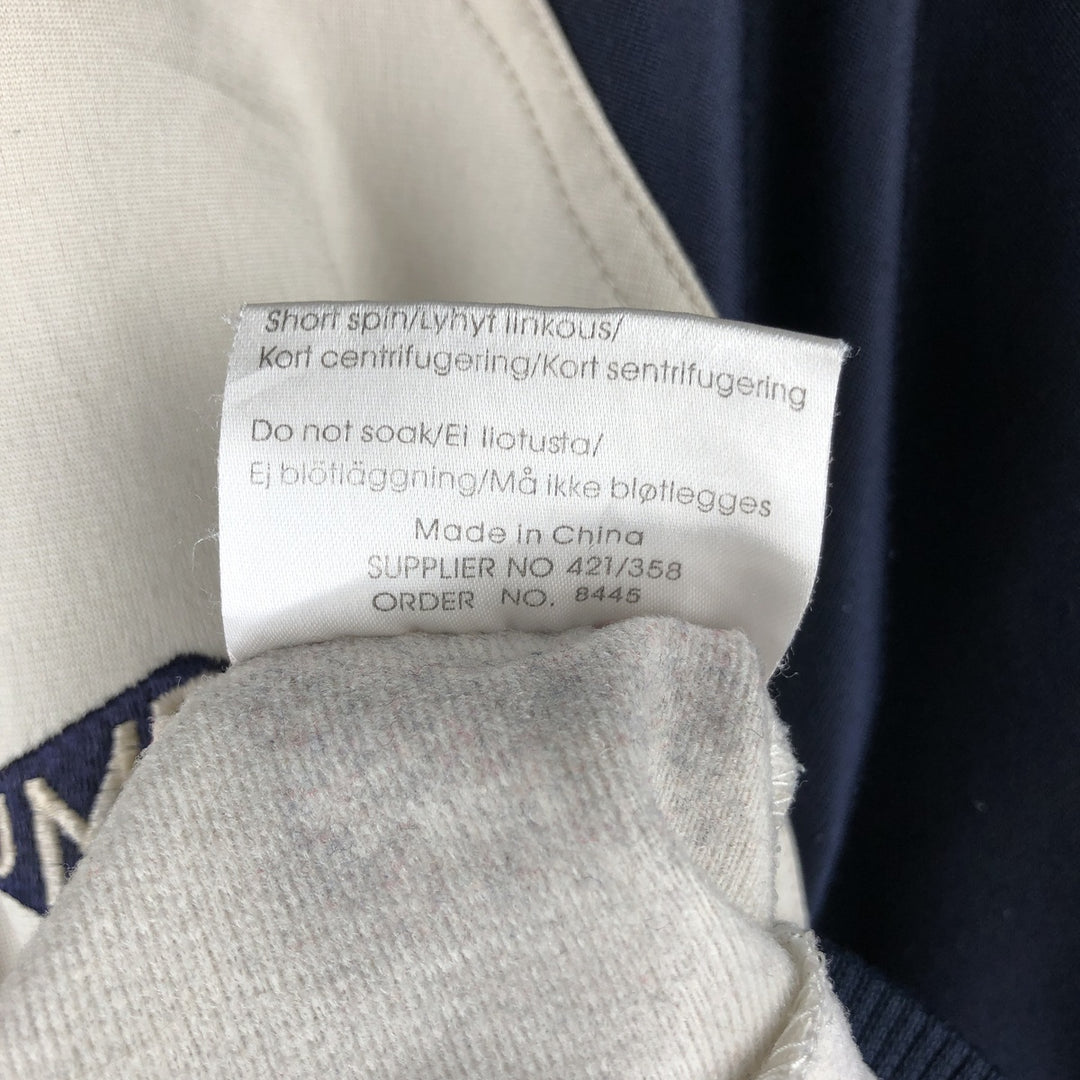 Short spin/Lyhyt linkous/
Kort centrifugering/Kort sentrifugering
Do not soak/Ei liotusta/
Ej blötläggning/Må ikke bløtlegges
Made in China
SUPPLIER NO 421/358
ORDER NO. 8445